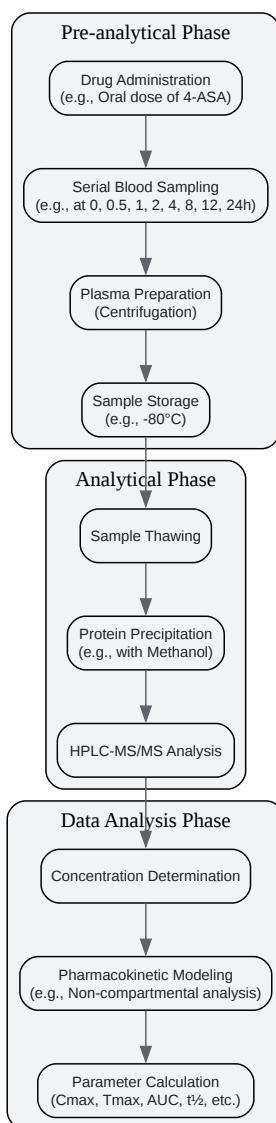 Pre-analytical Phase
Drug Administration
(e.g., Oral dose of 4-ASA)
Serial Blood Sampling
(e.g., at 0, 0.5, 1, 2, 4, 8, 12, 24h)
Plasma Preparation
(Centrifugation)
Sample Storage
(e.g., -80°C)
Analytical Phase
Sample Thawing
Protein Precipitation
(e.g., with Methanol)
HPLC-MS/MS Analysis
Data Analysis Phase
Concentration Determination
Pharmacokinetic Modeling
(e.g., Non-compartmental analysis)
Parameter Calculation
(Cmax, Tmax, AUC, t½, etc.)